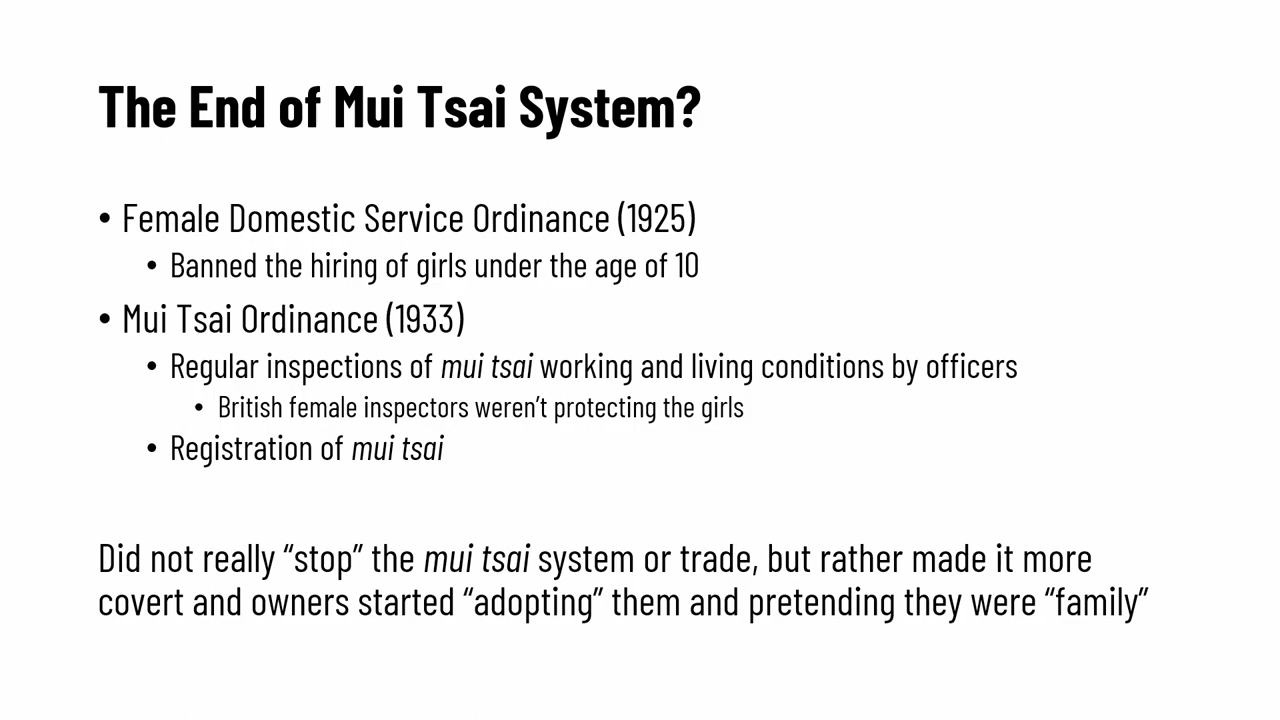 The End of Mui Tsai System?
• Female Domestic Service Ordinance (1925)
• Banned the hiring of girls under the age of 10
• Mui Tsai Ordinance (1933)
• Regular inspections of mui tsai working and living conditions by officers
• British female inspectors weren’t protecting the girls
• Registration of mui tsai
Did not really “stop” the mui tsai system or trade, but rather made it more
covert and owners started “adopting” them and pretending they were “family”